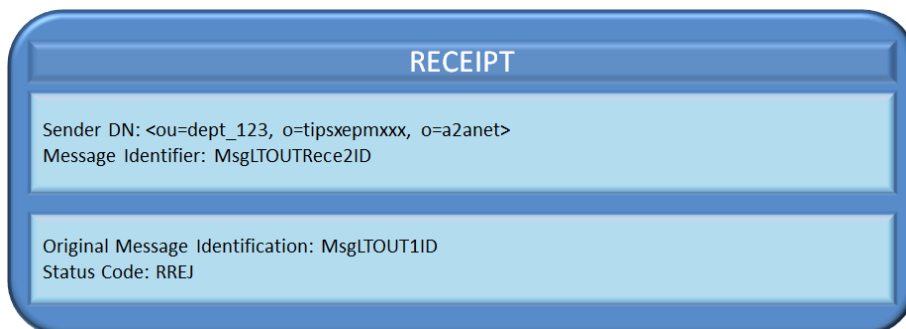 RECEIPT
Sender DN: <ou=dept_123, o=tipsxepmxxx, o=a2anet>
Message Identifier: MsgLTOUTRece2ID
Original Message Identification: MsgLTOUT1ID
Status Code: RREJ